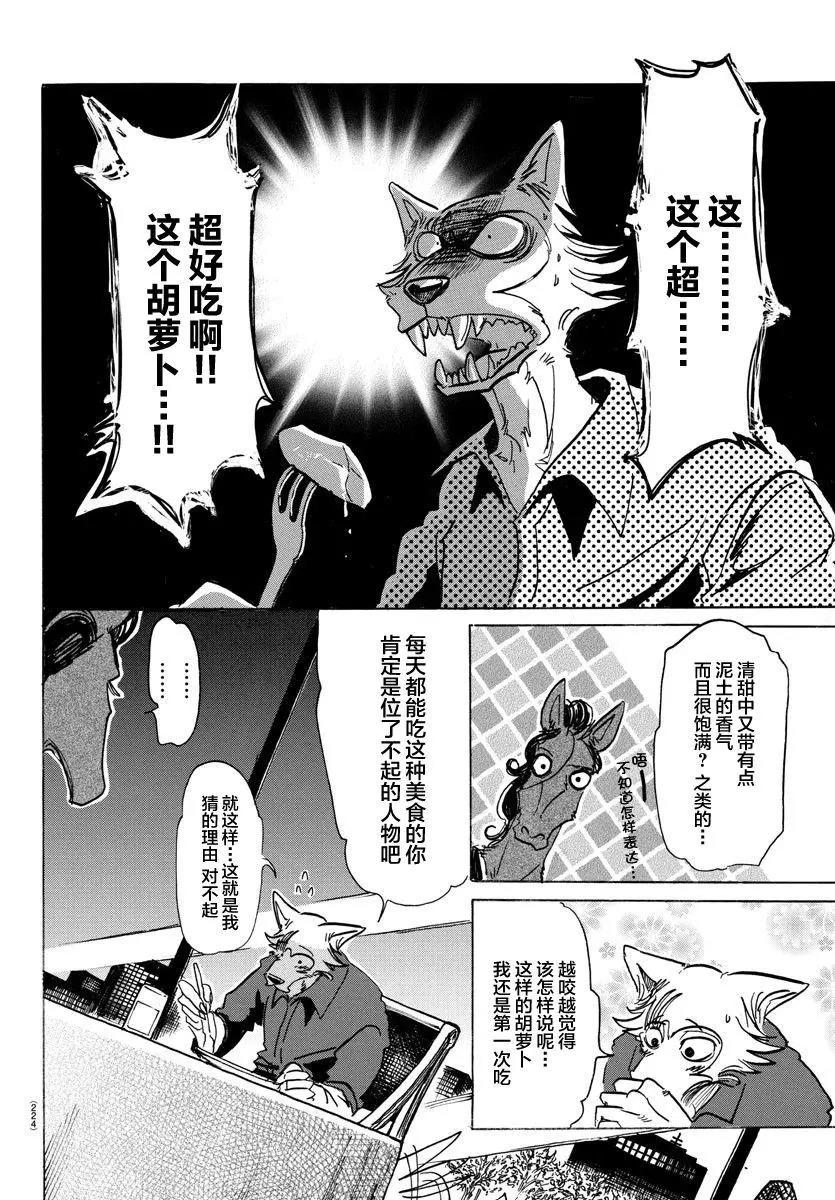 这………
这个超……
超好吃啊!!
这个胡萝卜…!!
清甜中又带有点
泥土的香气
而且很饱满？之类的…
唔
不知道怎样表达…
越咬越觉得
该怎样说呢…
这样的胡萝卜
我还是第一次吃
每天都能吃这种美食的你
肯定是位了不起的人物吧
……
……
就这样…这就是我
猜的理由 对不起
(224)